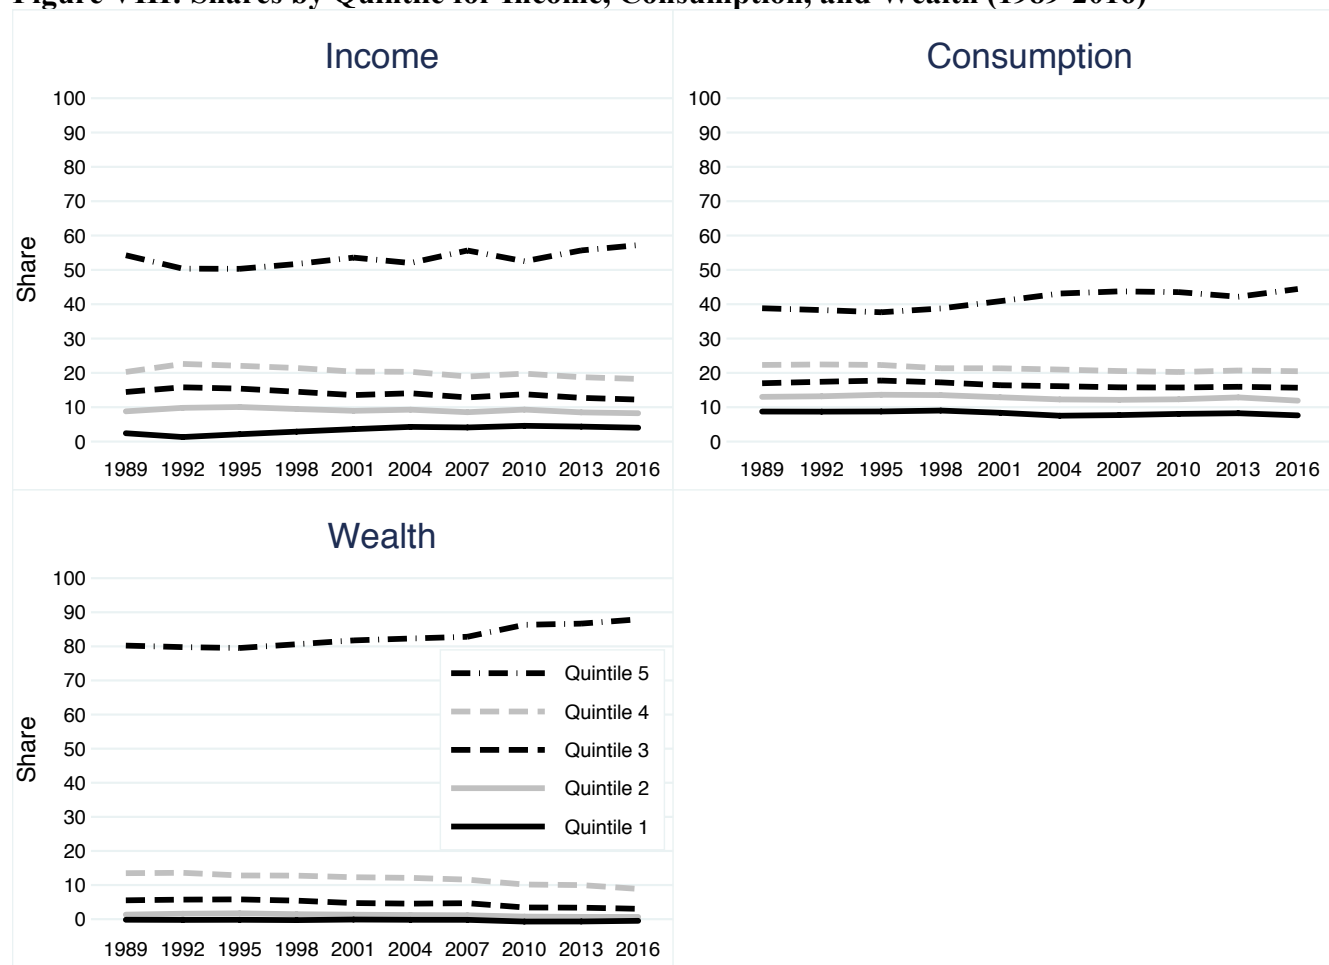 Figure VIII: Shares by Quintile for Income, Consumption, and Wealth (1989-2016)
Income
100
90
80
70
60
50
40
30
20
10
0
Share
1989 1992 1995 1998 2001 2004 2007 2010 2013 2016
Consumption
100
90
80
70
60
50
40
30
20
10
0
1989 1992 1995 1998 2001 2004 2007 2010 2013 2016
Wealth
100
90
80
70
60
50
40
30
20
10
0
Share
1989 1992 1995 1998 2001 2004 2007 2010 2013 2016
Quintile 5
Quintile 4
Quintile 3
Quintile 2
Quintile 1